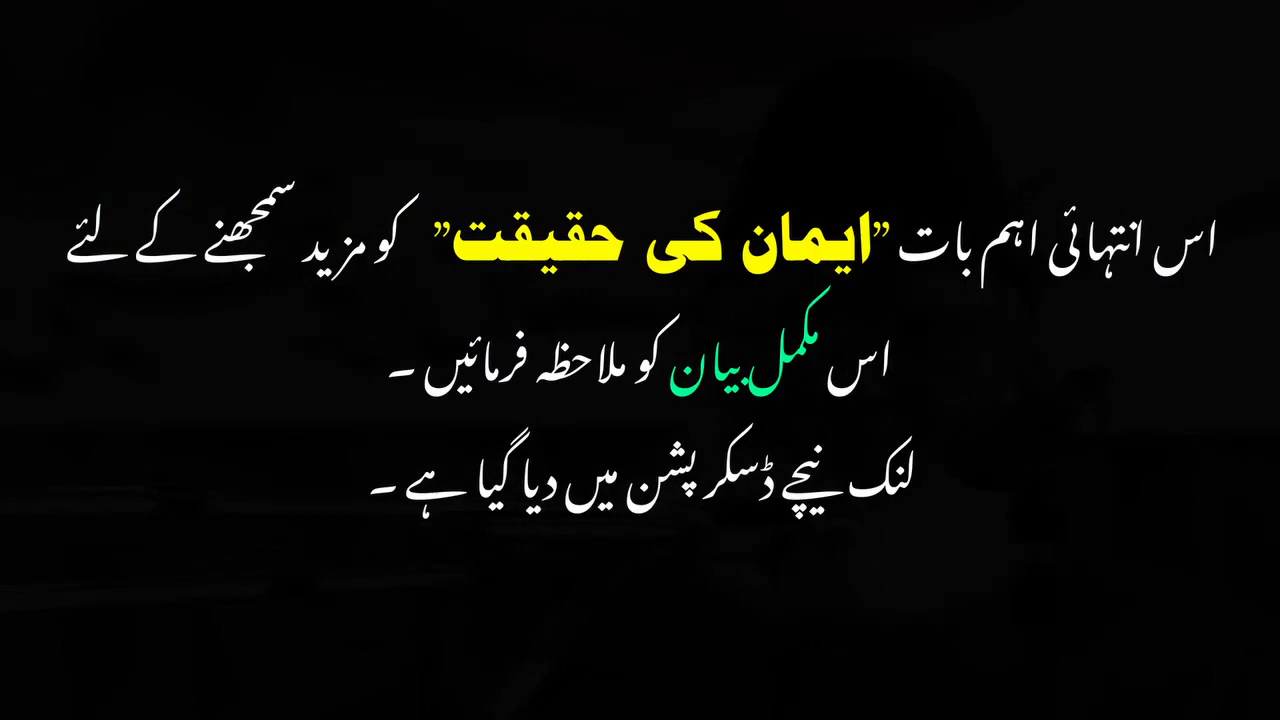 اس انتہائی اہم بات ”ایمان کی حقیقت” کو مزید سمجھنے کے لئے
اس مکمل بیان کو ملاحظہ فرمائیں ۔
لنک نیچے ڈسکرپشن میں دیا گیا ہے ۔